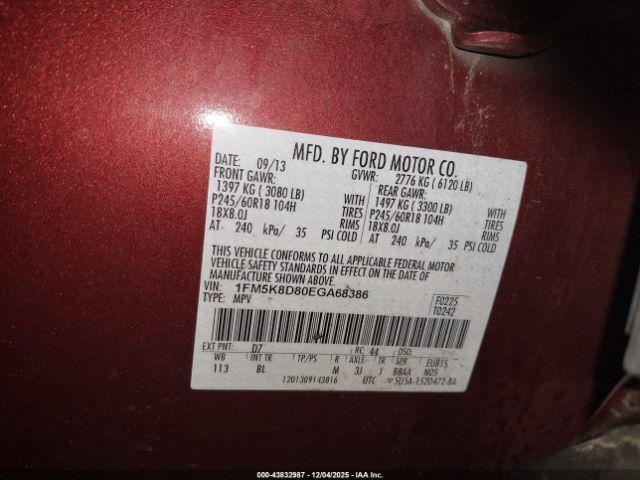 MFD. BY FORD MOTOR CO.
DATE: 09/13 GVWR: 2776 KG ( 6120 LB)
FRONT GAWR: REAR GAWR:
1397 KG ( 3080 LB) WITH 1497 KG ( 3300 LB) WITH
P245/60R18 104H TIRES P245/60R18 104H TIRES
18X8.0J RIMS 18X8.0J RIMS
AT 240 kPa/ 35 PSI COLD AT 240 kPa/ 35 PSI COLD
THIS VEHICLE CONFORMS TO ALL APPLICABLE FEDERAL MOTOR
VEHICLE SAFETY STANDARDS IN EFFECT ON THE DATE OF
MANUFACTURE SHOWN ABOVE.
VIN: 1FM5K8D80EGA68386
TYPE: MPV
F0225
T0242
EXT PNT: D7 RC: 44 DSO:
WB INT TR TP/PS R AXLE TR SPR EUB15
113 BL M 3J J BBAA N05
1201309143816 UTC 5U5A-1520472-BA
000-43832987 - 12/04/2025 - IAAI, Inc.